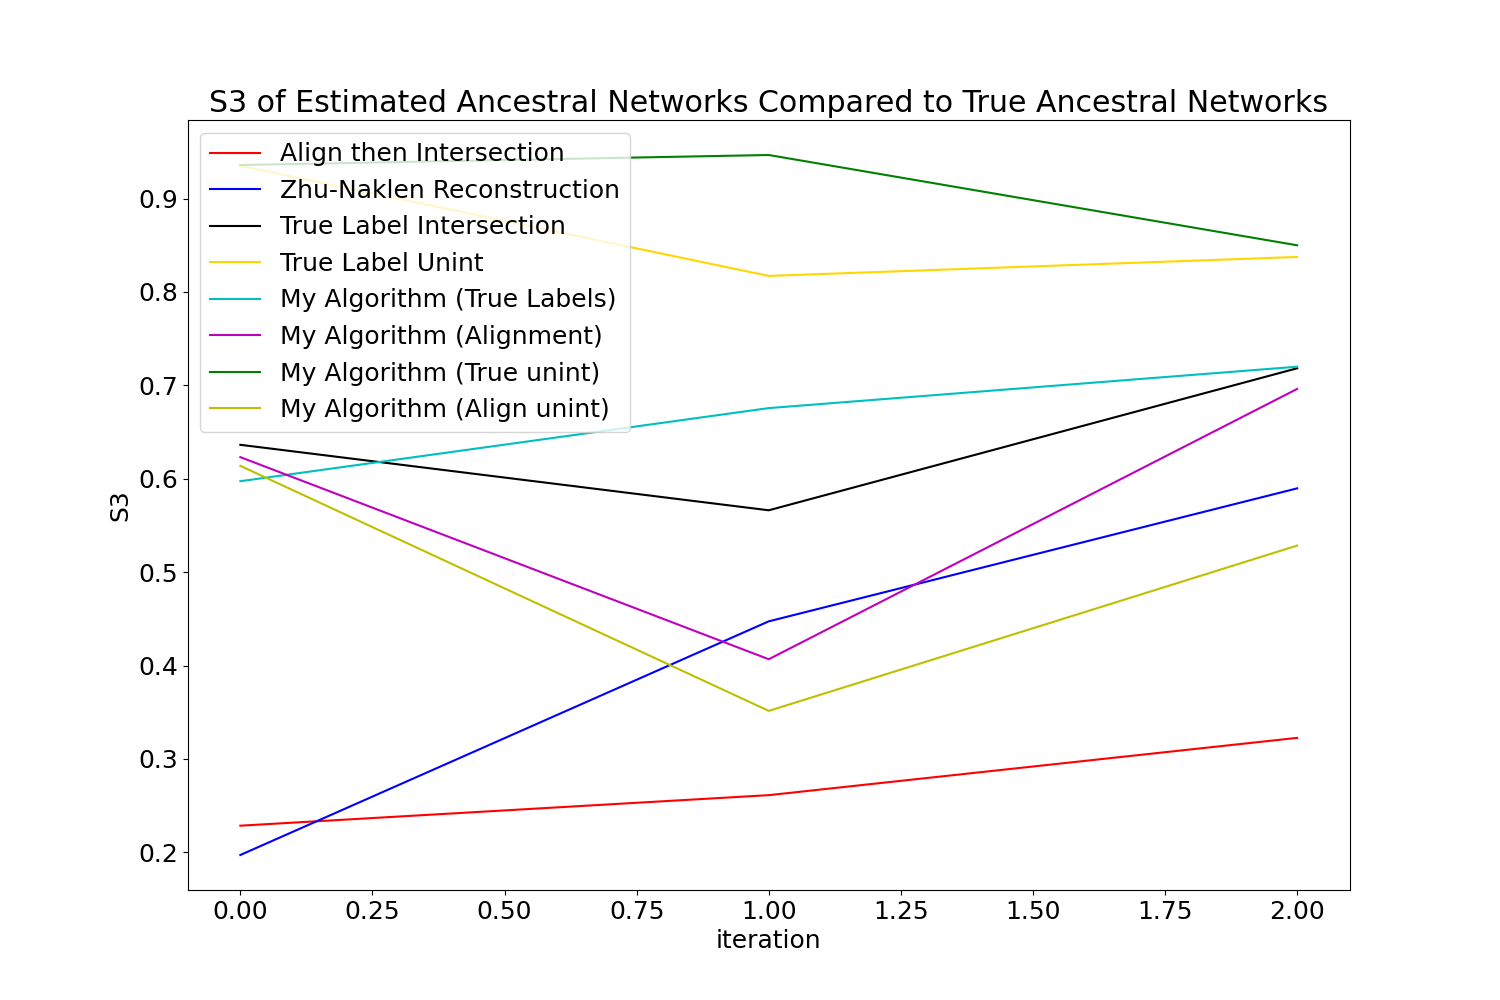 S3 of Estimated Ancestral Networks Compared to True Ancestral Networks
Align then Intersection
Zhu-Naklen Reconstruction
True Label Intersection
True Label Unint
My Algorithm (True Labels)
My Algorithm (Alignment)
My Algorithm (True unint)
My Algorithm (Align unint)
0.9
0.8
0.7
0.6
0.5
0.4
0.3
0.2
S3
0.00 0.25 0.50 0.75 1.00 1.25 1.50 1.75 2.00
iteration